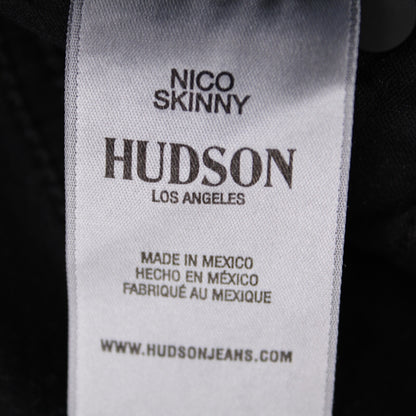 NICO
SKINNY
HUDSON
LOS ANGELES
MADE IN MEXICO
HECHO EN MÉXICO
FABRIQUÉ AU MEXIQUE
WWW.HUDSONJEANS.COM